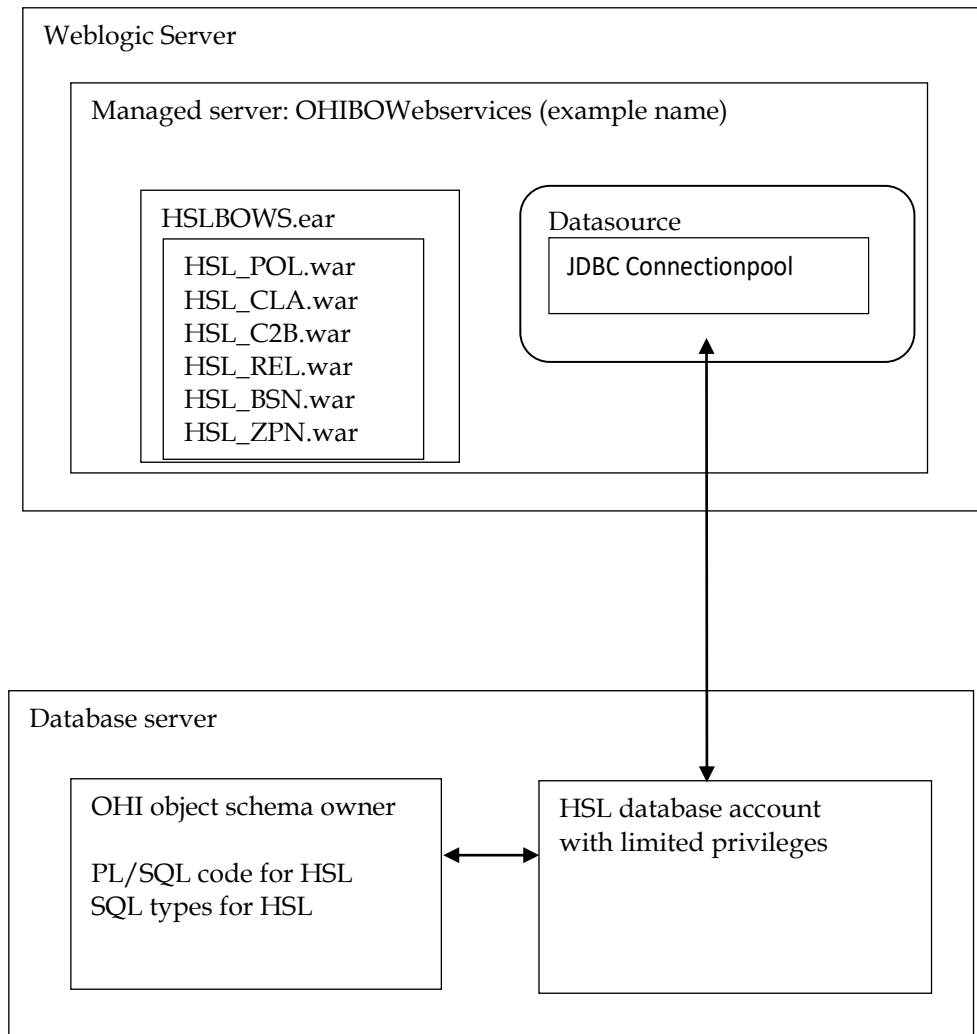 Weblogic Server
Managed server: OHIBOWebservices (example name)
HSLBOWS.ear
HSL_POL.war
HSL_CLA.war
HSL_C2B.war
HSL_REL.war
HSL_BSN.war
HSL_ZPN.war
Datasource
JDBC Connectionpool
Database server
OHI object schema owner
PL/SQL code for HSL
SQL types for HSL
HSL database account
with limited privileges